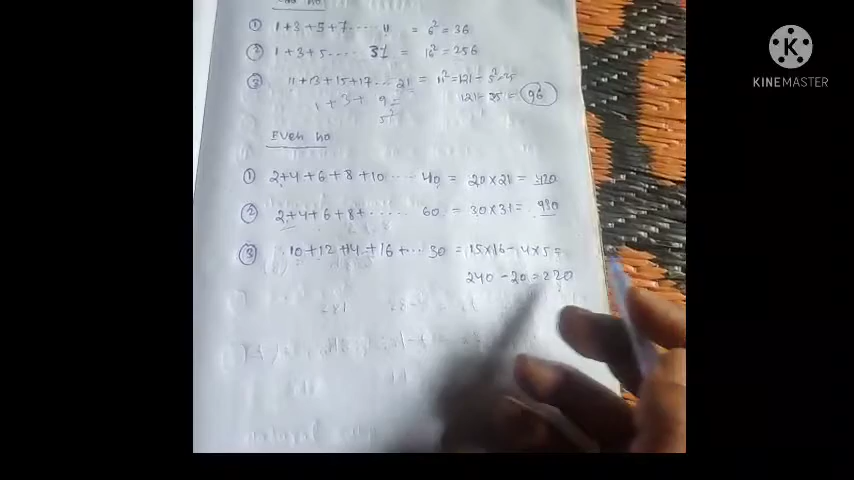 odd no
① 1+3+5+7..... 11 = 6² = 36
② 1+3+5..... 31 = 16² = 256
③ 11+13+15+17...21 = 11² = 121 - 5² = 25
1+3+ 9 = 121 - 25 = 96
5²
Even no
① 2+4+6+8+10 ..... 40 = 20×21 = 420
② 2+4+6+8+....... 60 = 30×31 = 930
③ 10+12+14+16+... 30 = 15×16 - 4×5 =
240 - 20 = 220
K
KINEMASTER